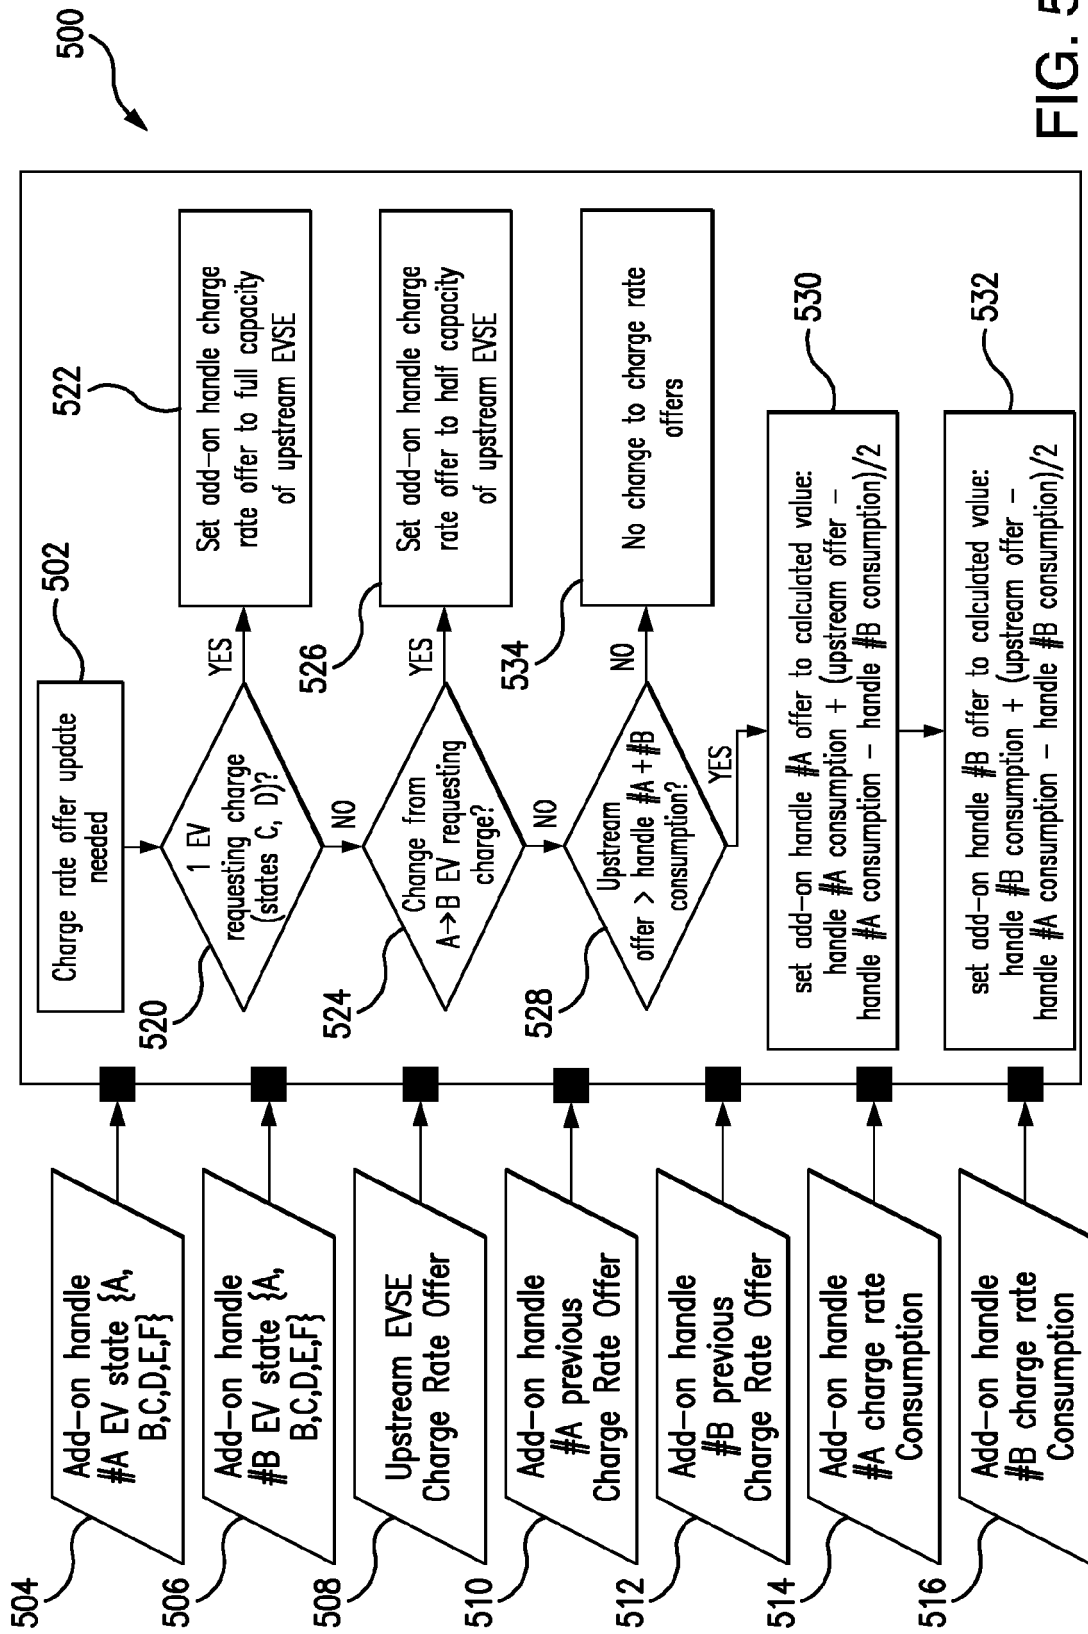 500
502
Charge rate offer update
needed
520
1 EV
requesting charge
(states C, D)?
YES
522
Set add-on handle charge
rate offer to full capacity
of upstream EVSE
NO
524
Change from
A→B EV requesting
charge?
YES
526
Set add-on handle charge
rate offer to half capacity
of upstream EVSE
NO
528
Upstream
offer > handle #A + #B
consumption?
NO
534
No change to charge rate
offers
YES
530
set add-on handle #A offer to calculated value:
handle #A consumption + (upstream offer -
handle #A consumption - handle #B consumption)/2
532
set add-on handle #B offer to calculated value:
handle #B consumption + (upstream offer -
handle #A consumption - handle #B consumption)/2
504
Add-on handle
#A EV state {A,
B,C,D,E,F}
506
Add-on handle
#B EV state {A,
B,C,D,E,F}
508
Upstream EVSE
Charge Rate Offer
510
Add-on handle
#A previous
Charge Rate Offer
512
Add-on handle
#B previous
Charge Rate Offer
514
Add-on handle
#A charge rate
Consumption
516
Add-on handle
#B charge rate
Consumption
FIG. 5